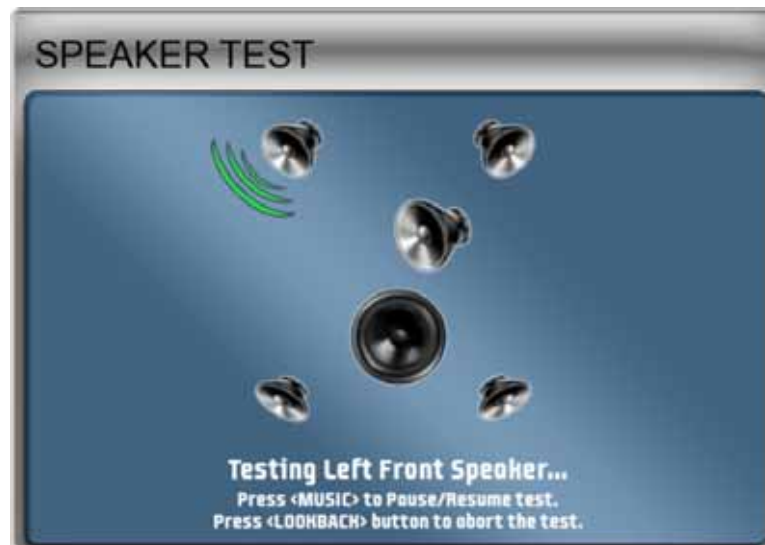 SPEAKER TEST
Testing Left Front Speaker...
Press <MUSIC> to Pause/Resume test.
Press <LOOKBACK> button to abort the test.